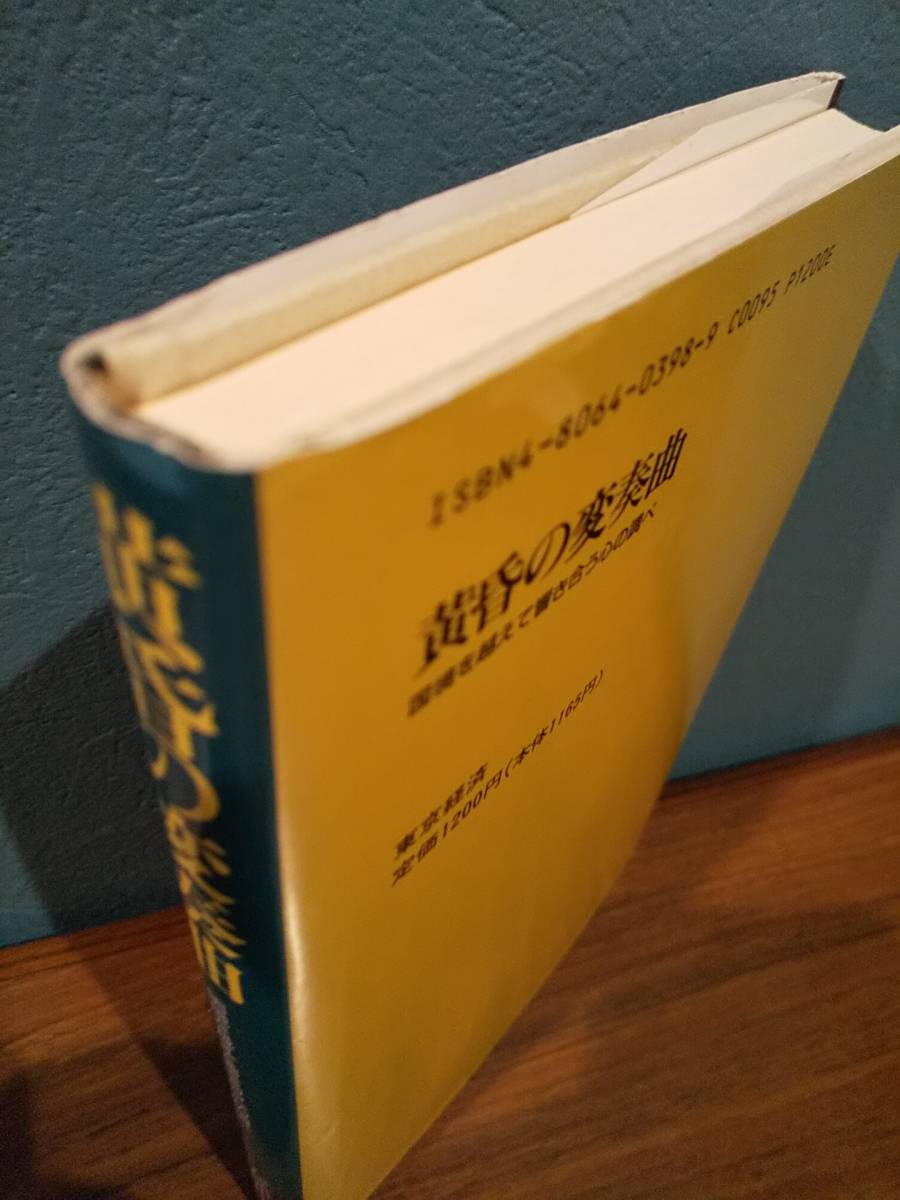 ISBN4-8064-0398-9 C0095 P1200E
黄昏の変奏曲
国境を越えて響き合う心の調べ
東京経済
定価1200円(本体1165円)
黄昏の変奏曲